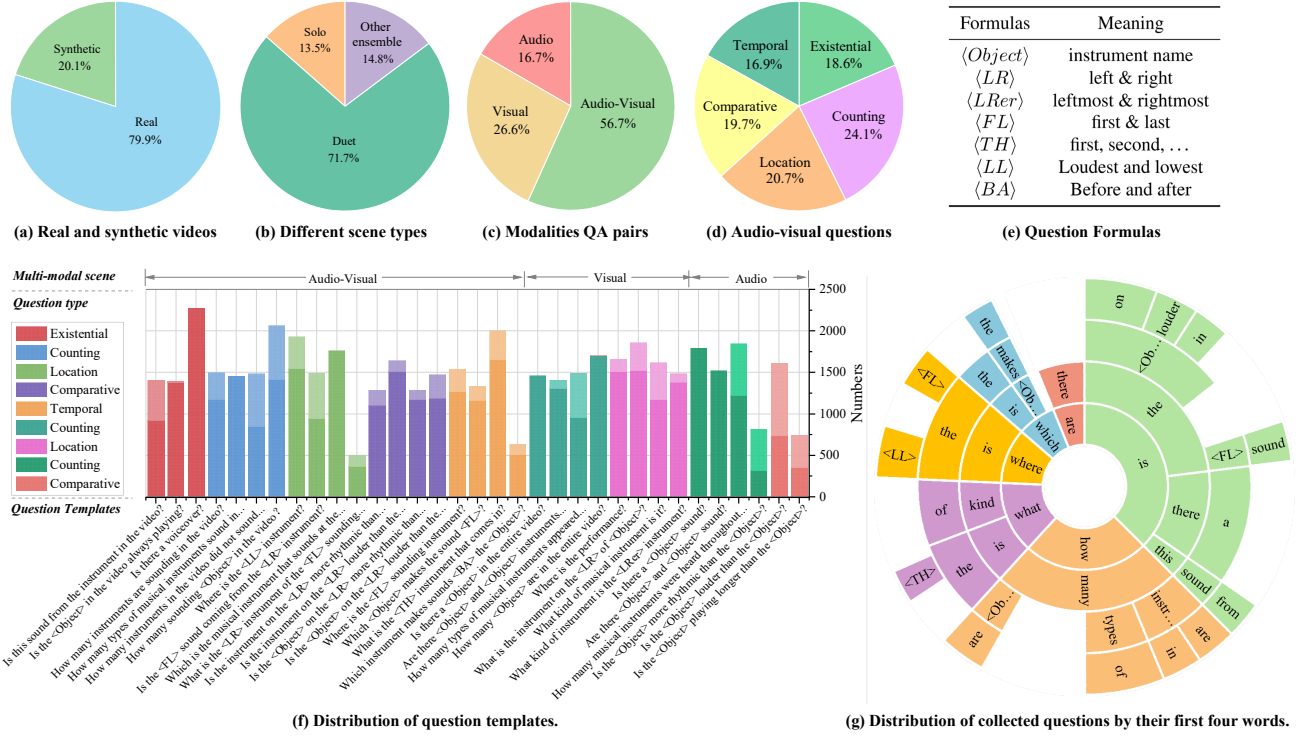 Synthetic
20.1%
Real
79.9%
(a) Real and synthetic videos
Solo
13.5%
Other
ensemble
14.8%
Duet
71.7%
(b) Different scene types
Audio
16.7%
Visual
26.6%
Audio-Visual
56.7%
(c) Modalities QA pairs
Temporal
16.9%
Existential
18.6%
Comparative
19.7%
Counting
24.1%
Location
20.7%
(d) Audio-visual questions
Formulas Meaning
⟨Object⟩ instrument name
⟨LR⟩ left & right
⟨LRer⟩ leftmost & rightmost
⟨FL⟩ first & last
⟨TH⟩ first, second, ...
⟨LL⟩ Loudest and lowest
⟨BA⟩ Before and after
(e) Question Formulas
Multi-modal scene
Audio-Visual
Visual
Audio
Question type
Existential
Counting
Location
Comparative
Temporal
Counting
Location
Counting
Comparative
Question Templates
2500
2000
1500
1000
500
0
Numbers
Is this sound from the instrument in the video?
Is the <Object> in the video always playing?
Is there a voiceover?
How many instruments are sounding in the video?
How many types of musical instruments sound in...
How many instruments in the video did not sound...
How many sounding <Object> in the video?
Where is the <LL> instrument?
Is the <FL> sound coming from the <LR> instrument?
Which is the musical instrument that sounds at the...
What is the <LR> instrument of the <FL> sounding...
Is the instrument on the <LR> more rhythmic than...
Is the instrument on the <LR> louder than the...
Is the <Object> on the <LR> more rhythmic than...
Is the <Object> on the <LR> louder than the...
Where is the <FL> sounding instrument?
Which <Object> makes the sound <FL>?
What is the <TH> instrument that comes in?
Which instrument makes sounds <BA> the <Object>?
Is there a <Object> in the entire video?
Are there <Object> and <Object> instruments...
How many types of musical instruments appeared...
How many <Object> are in the entire video?
Where is the performance?
What is the instrument on the <LR> of <Object>?
What kind of musical instrument is it?
What kind of instrument is the <LRer> instrument?
Is there a <Object> sound?
Are there <Object> and <Object> sound?
How many musical instruments were heard throughout...
Is the <Object> more rhythmic than the <Object>?
Is the <Object> louder than the <Object>?
Is the <Object> playing longer than the <Object>?
(f) Distribution of question templates.
is
the
<Ob...
on
louder
in
<FL>
sound
there
a
this
sound
from
how
many
instr...
are
in
types
of
<Ob...
are
what
is
the
<TH>
kind
of
where
is
the
<LL>
<FL>
which
is
the
<Ob...
makes
the
are
there
(g) Distribution of collected questions by their first four words.